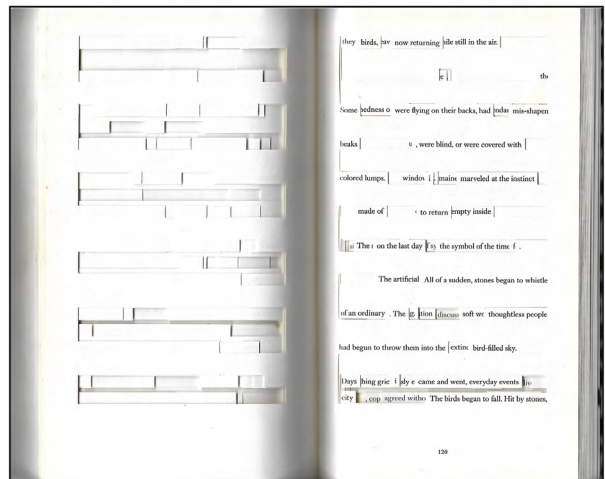 they birds, now returning while still in the air.
the
Some were flying on their backs, had mis-shapen
beaks , were blind, or were covered with
colored lumps. marveled at the instinct
made of to return empty inside
The on the last day the symbol of the time
The artificial All of a sudden, stones began to whistle
of an ordinary . The soft thoughtless people
had begun to throw them into the bird-filled sky.
Days came and went, everyday events
city agreed The birds began to fall. Hit by stones,
120